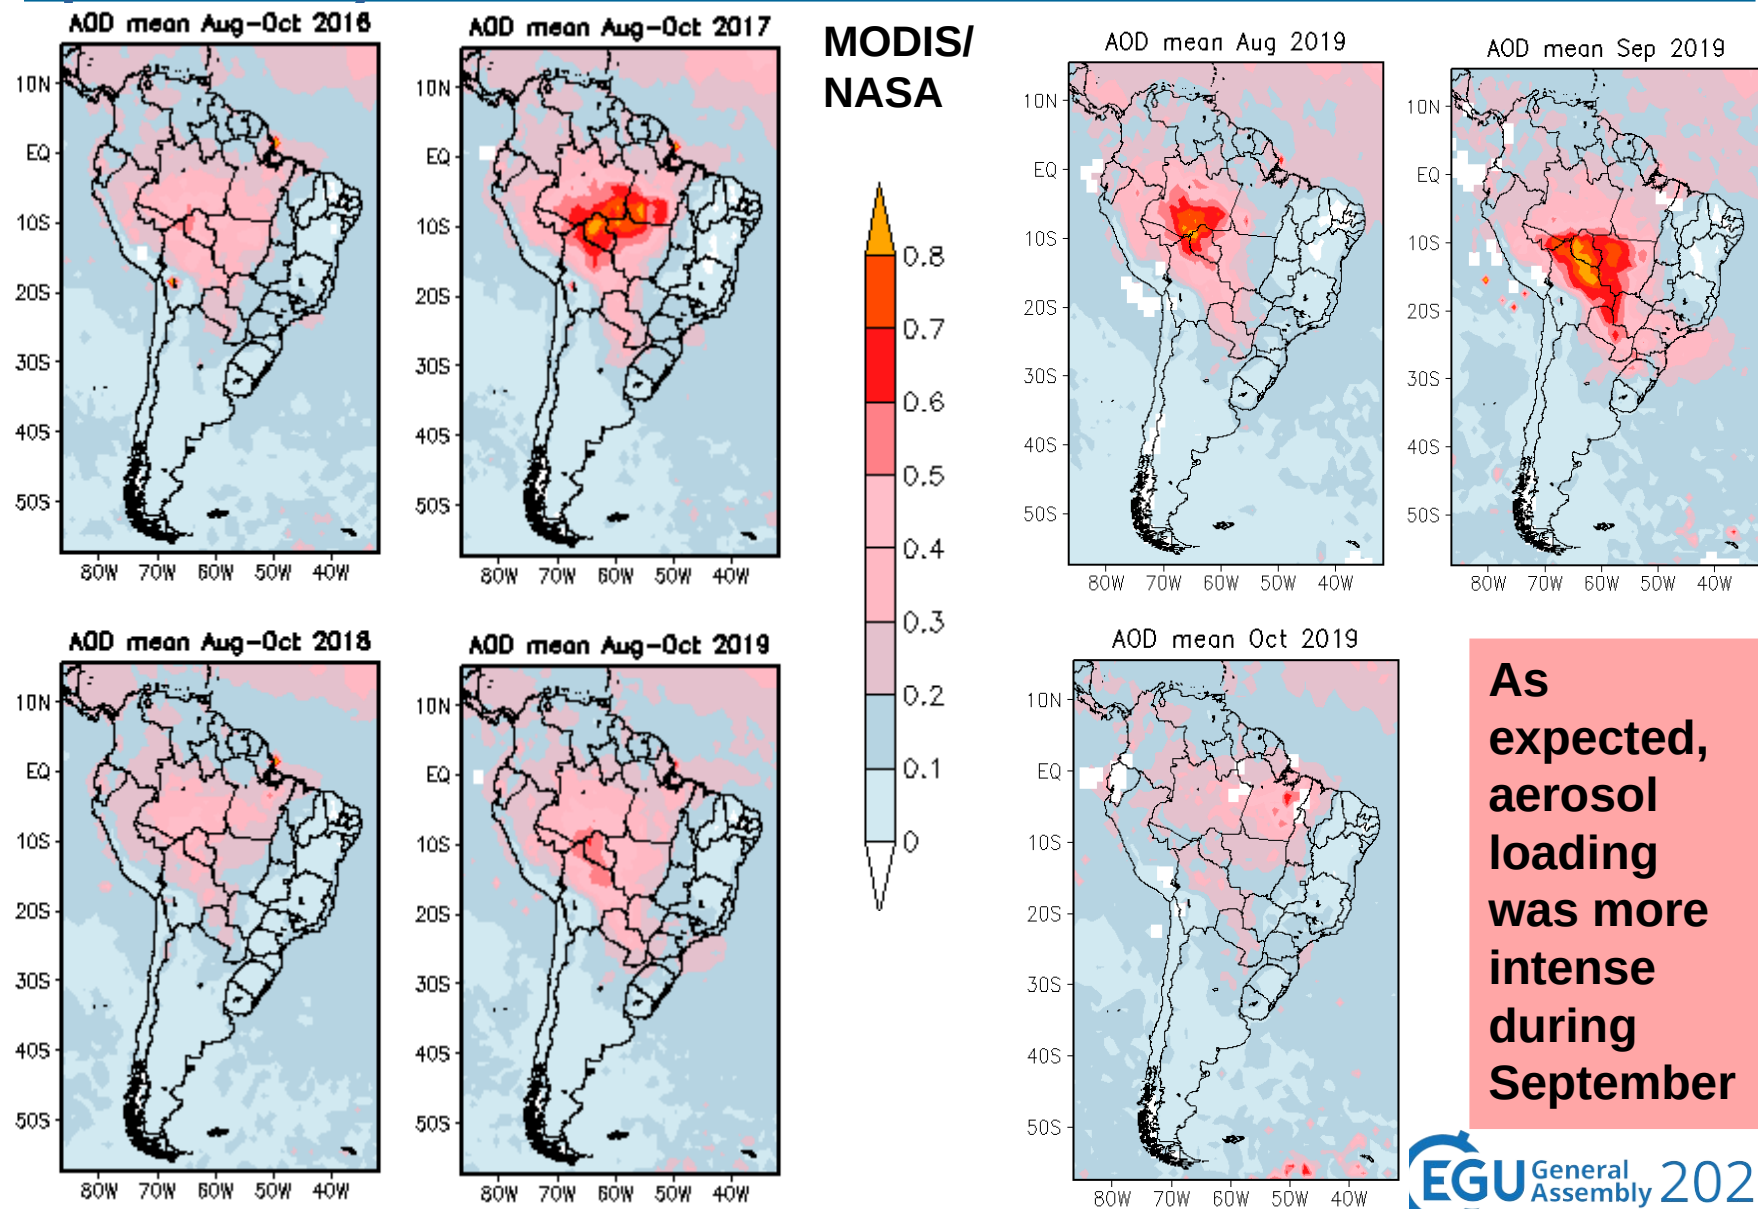 AOD mean Aug-Oct 2016
10N
EQ
10S
20S
30S
40S
50S
80W 70W 60W 50W 40W
AOD mean Aug-Oct 2017
10N
EQ
10S
20S
30S
40S
50S
80W 70W 60W 50W 40W
MODIS/
NASA
0.8
0.7
0.6
0.5
0.4
0.3
0.2
0.1
0
AOD mean Aug 2019
10N
EQ
10S
20S
30S
40S
50S
80W 70W 60W 50W 40W
AOD mean Sep 2019
10N
EQ
10S
20S
30S
40S
50S
80W 70W 60W 50W 40W
AOD mean Aug-Oct 2018
10N
EQ
10S
20S
30S
40S
50S
80W 70W 60W 50W 40W
AOD mean Aug-Oct 2019
10N
EQ
10S
20S
30S
40S
50S
80W 70W 60W 50W 40W
AOD mean Oct 2019
10N
EQ
10S
20S
30S
40S
50S
80W 70W 60W 50W 40W
As
expected,
aerosol
loading
was more
intense
during
September
EGU General
Assembly 202